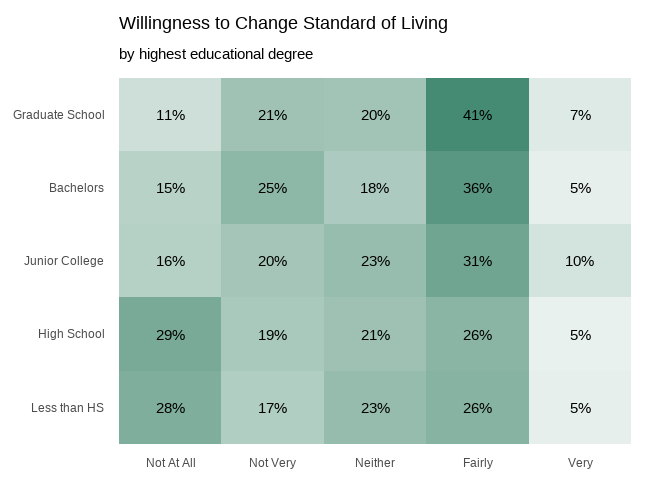 Willingness to Change Standard of Living
by highest educational degree
Graduate School 11% 21% 20% 41% 7%
Bachelors 15% 25% 18% 36% 5%
Junior College 16% 20% 23% 31% 10%
High School 29% 19% 21% 26% 5%
Less than HS 28% 17% 23% 26% 5%
Not At All Not Very Neither Fairly Very